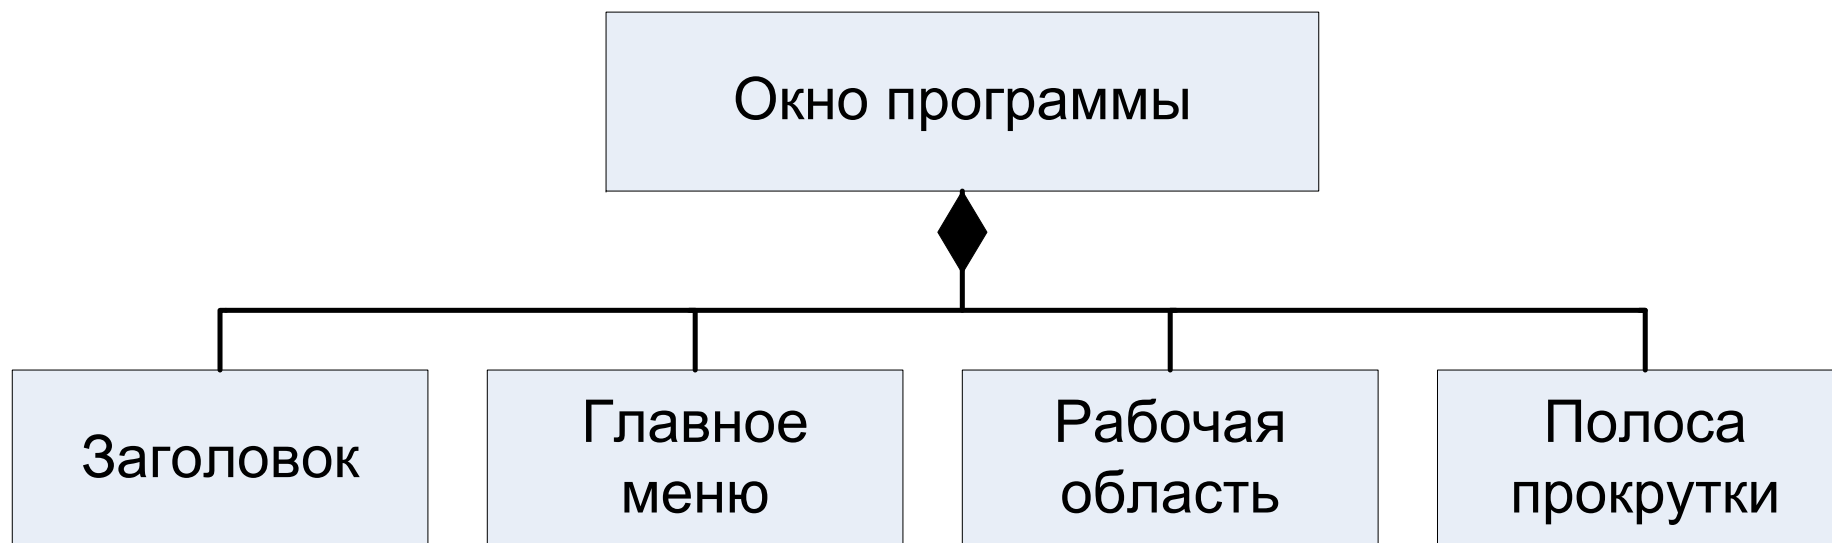 Окно программы
Заголовок
Главное
меню
Рабочая
область
Полоса
прокрутки